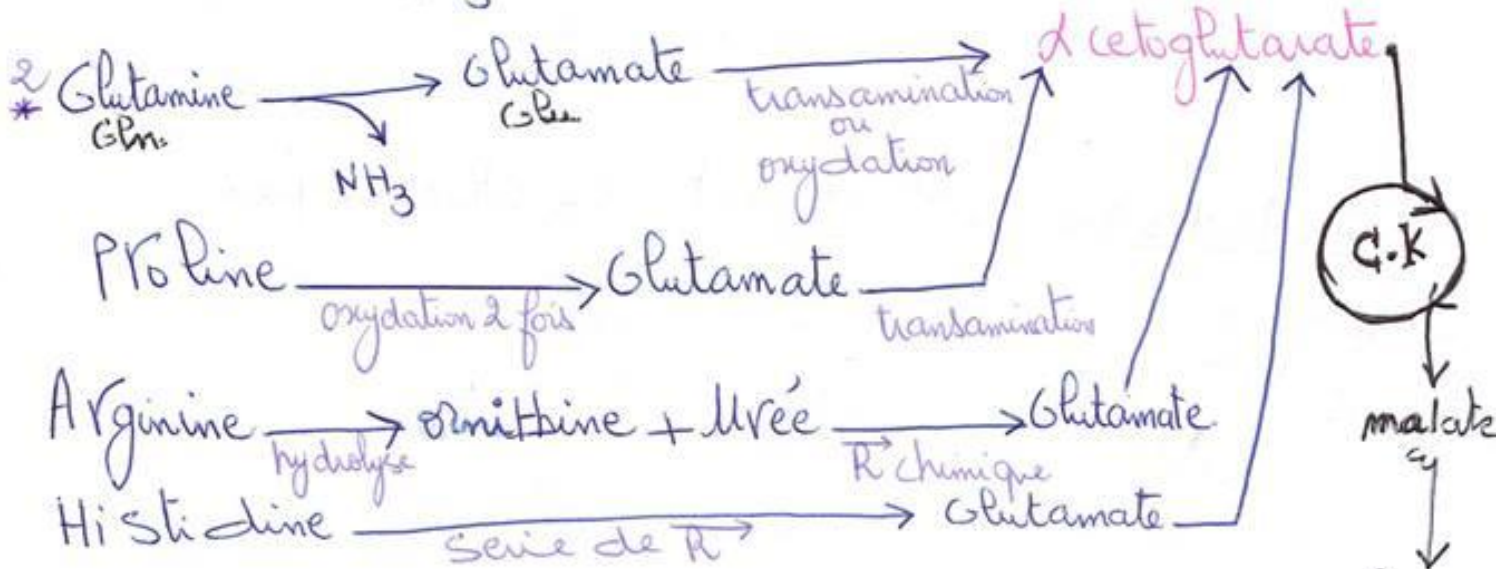 2 * Glutamine → Glutamate → α cetoglutarate
Gln. Glu transamination
NH3 ou
oxydation
C.K
Proline → Glutamate
oxydation 2 fois transamination
Arginine → ornithine + Urée → Glutamate malate
hydrolyse R chimique cy
Histidine → Glutamate
serie de R